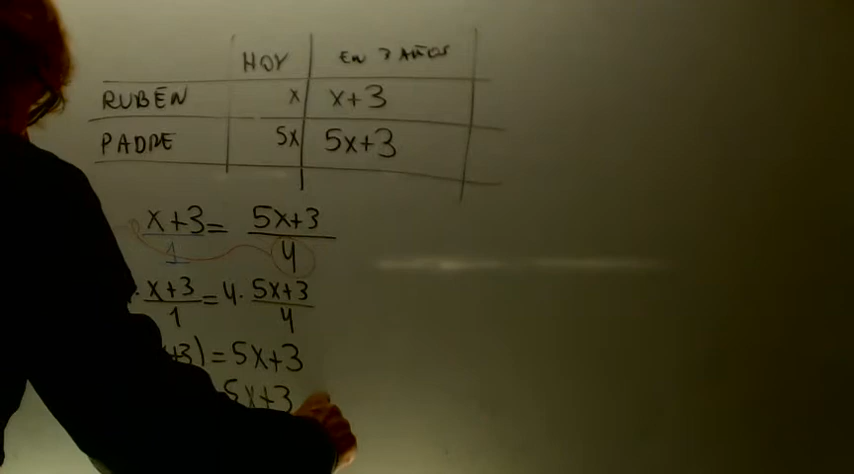 HOY EN 3 AÑOS
RUBÉN x x+3
PADRE 5x 5x+3
x+3/1 = 5x+3/4
· x+3/1 = 4 · 5x+3/4
+3) = 5x+3
5x+3